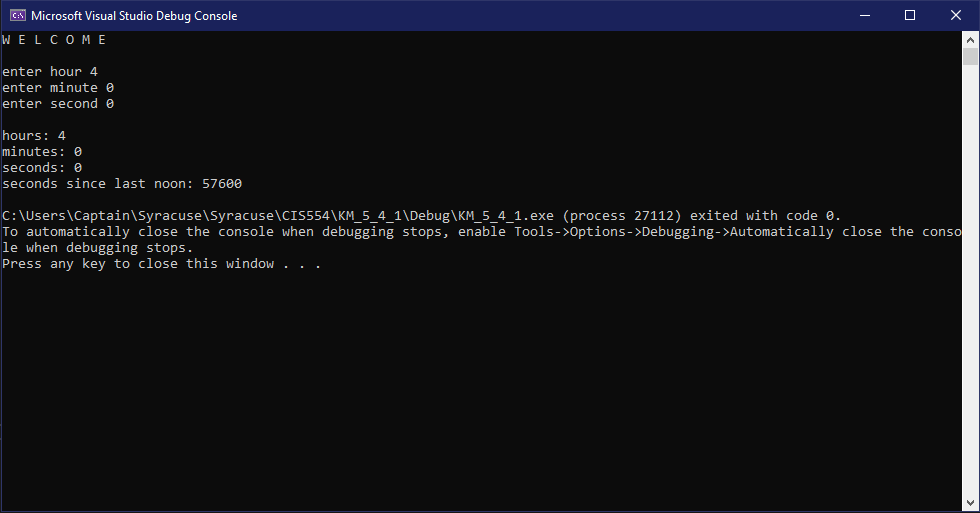 Microsoft Visual Studio Debug Console
W E L C O M E
enter hour 4
enter minute 0
enter second 0
hours: 4
minutes: 0
seconds: 0
seconds since last noon: 57600
C:\Users\Captain\Syracuse\Syracuse\CIS554\KM_5_4_1\Debug\KM_5_4_1.exe (process 27112) exited with code 0.
To automatically close the console when debugging stops, enable Tools->Options->Debugging->Automatically close the conso
le when debugging stops.
Press any key to close this window . . .